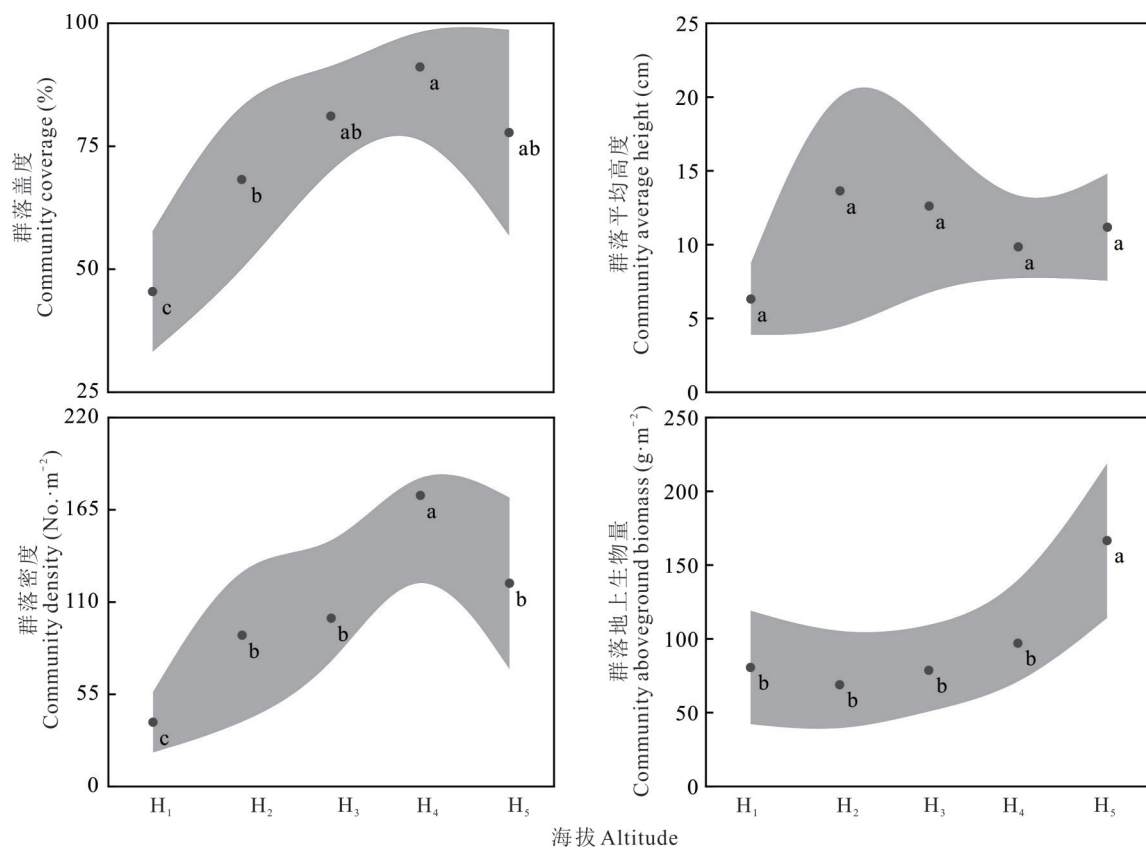 群落盖度
Community coverage (%)
100
75
50
25
c
b
ab
a
ab
群落平均高度
Community average height (cm)
25
20
15
10
5
0
a
a
a
a
a
群落密度
Community density (No.·m⁻²)
220
165
110
55
0
c
b
b
a
b
H₁
H₂
H₃
H₄
H₅
群落地上生物量
Community aboveground biomass (g·m⁻²)
250
200
150
100
50
0
b
b
b
b
a
H₁
H₂
H₃
H₄
H₅
海拔 Altitude